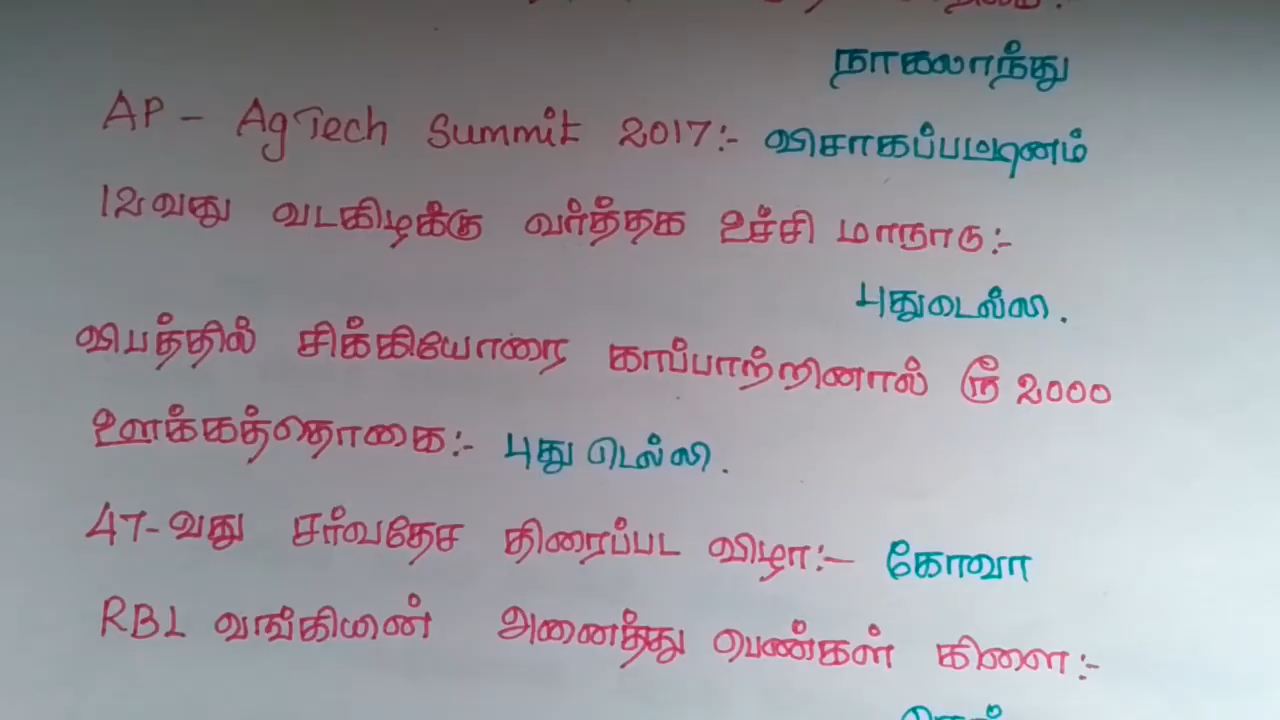 நாகலாந்து
AP - AgTech Summit 2017:- விசாகப்பட்டினம்
12வது வடகிழக்கு வர்த்தக உச்சி மாநாடு:-
புதுடெல்லி.
விபத்தில் சிக்கியோரை காப்பாற்றினால் ரூ 2000
ஊக்கத்தொகை:- புது டெல்லி.
47-வது சர்வதேச திரைப்பட விழா:- கோவா
RBL வங்கியின் அனைத்து பெண்கள் கிளை:-